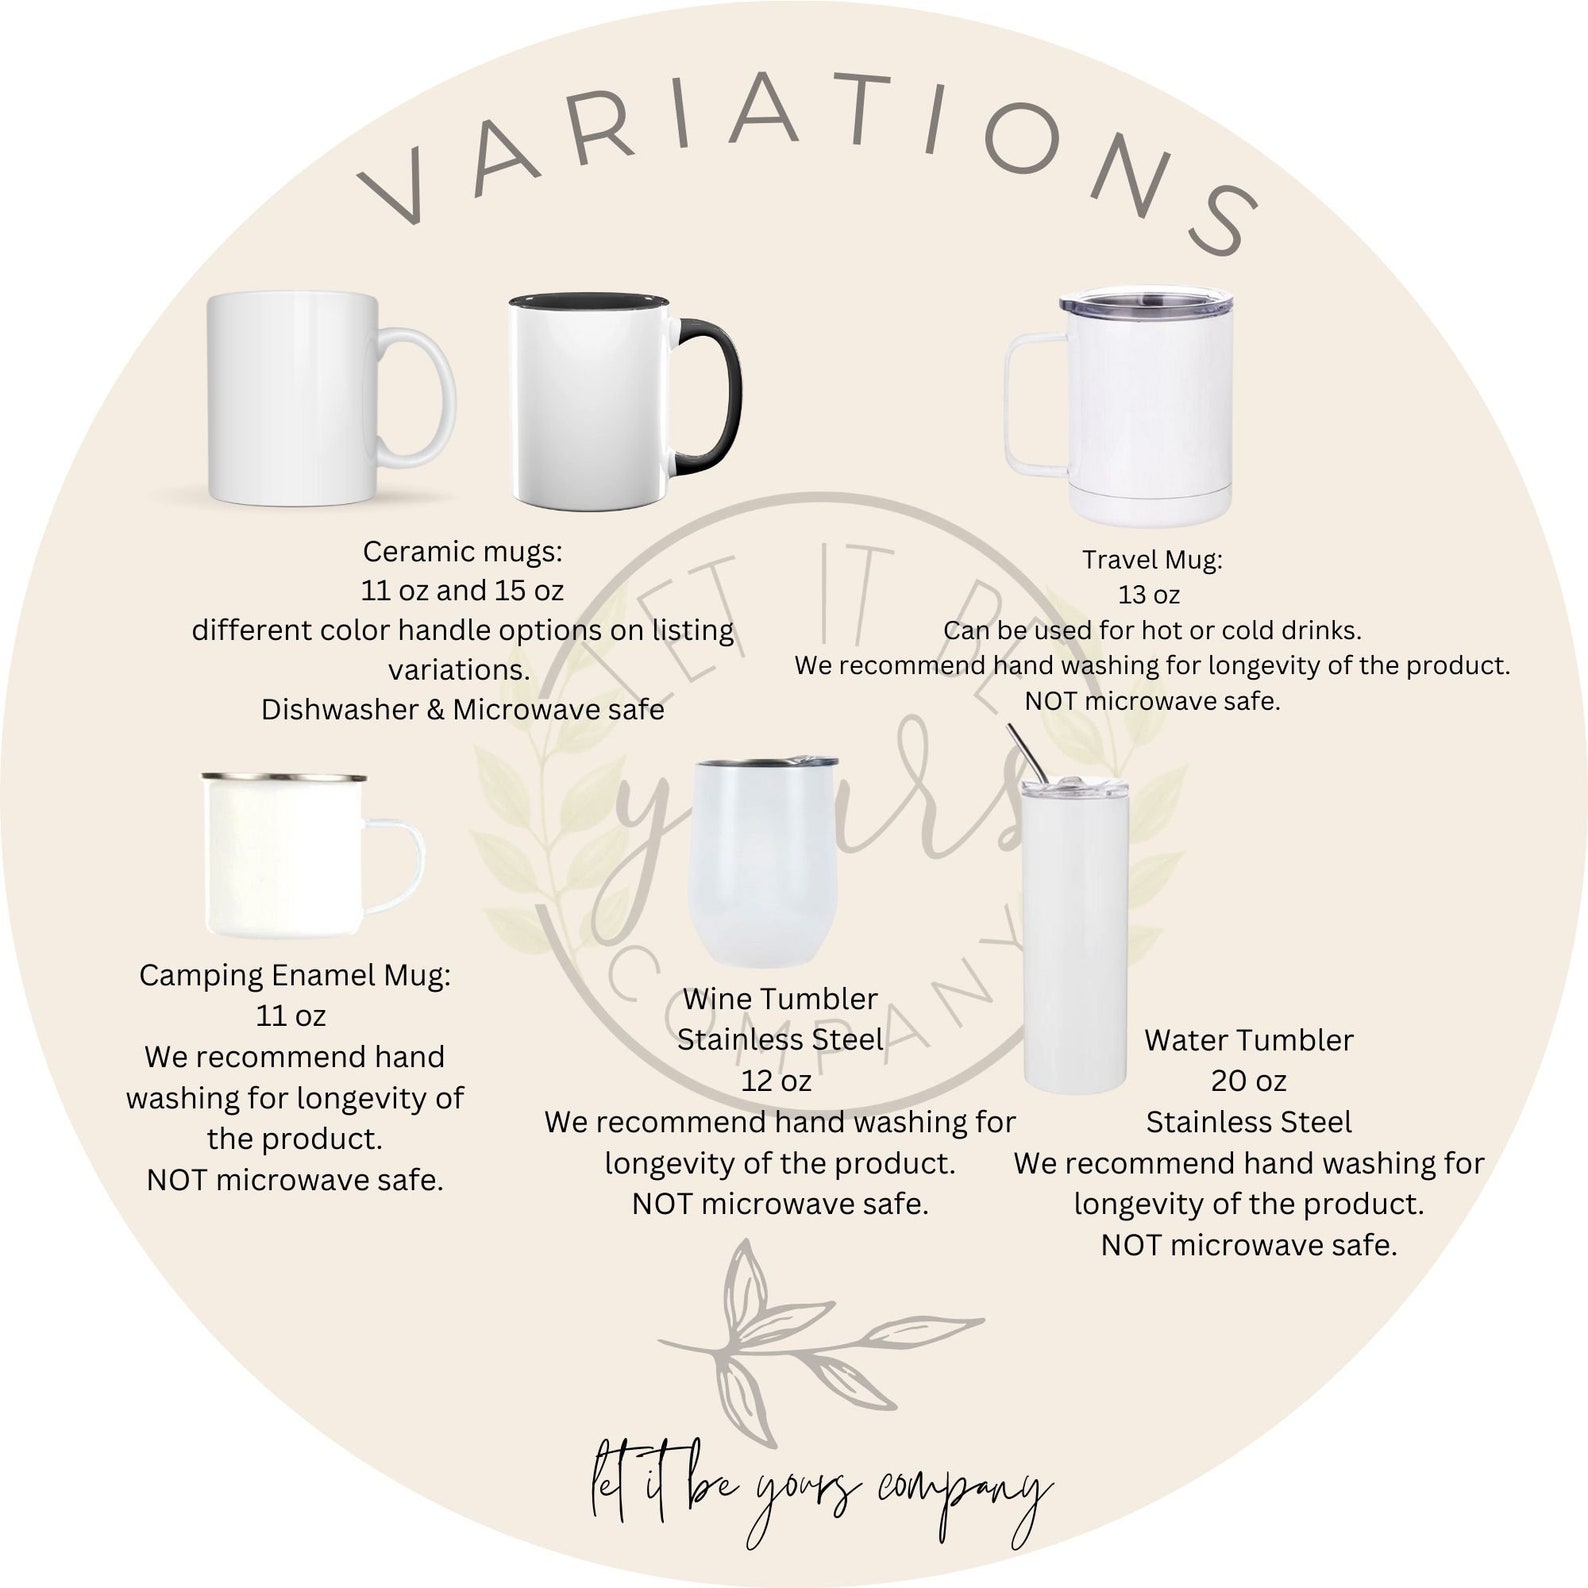 VARIATIONS
Ceramic mugs:
11 oz and 15 oz
different color handle options on listing
variations.
Dishwasher & Microwave safe
Travel Mug:
13 oz
Can be used for hot or cold drinks.
We recommend hand washing for longevity of the product.
NOT microwave safe.
LET IT BE
yours
COMPANY
Camping Enamel Mug:
11 oz
We recommend hand
washing for longevity of
the product.
NOT microwave safe.
Wine Tumbler
Stainless Steel
12 oz
We recommend hand washing for
longevity of the product.
NOT microwave safe.
Water Tumbler
20 oz
Stainless Steel
We recommend hand washing for
longevity of the product.
NOT microwave safe.
let it be yours company